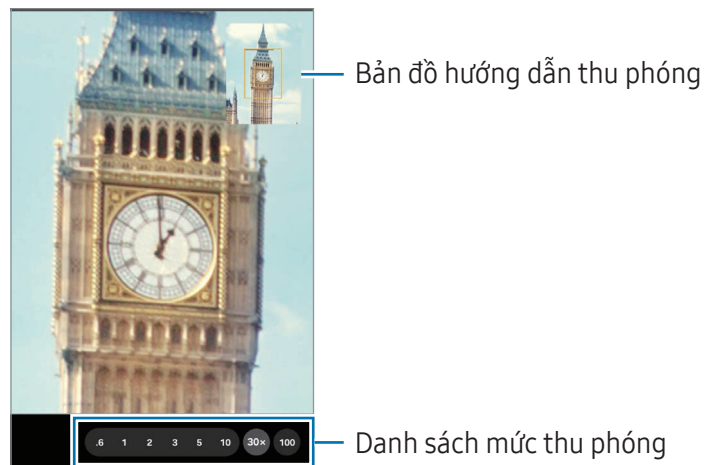 Bản đồ hướng dẫn thu phóng
.6 1 2 3 5 10 30× 100
Danh sách mức thu phóng